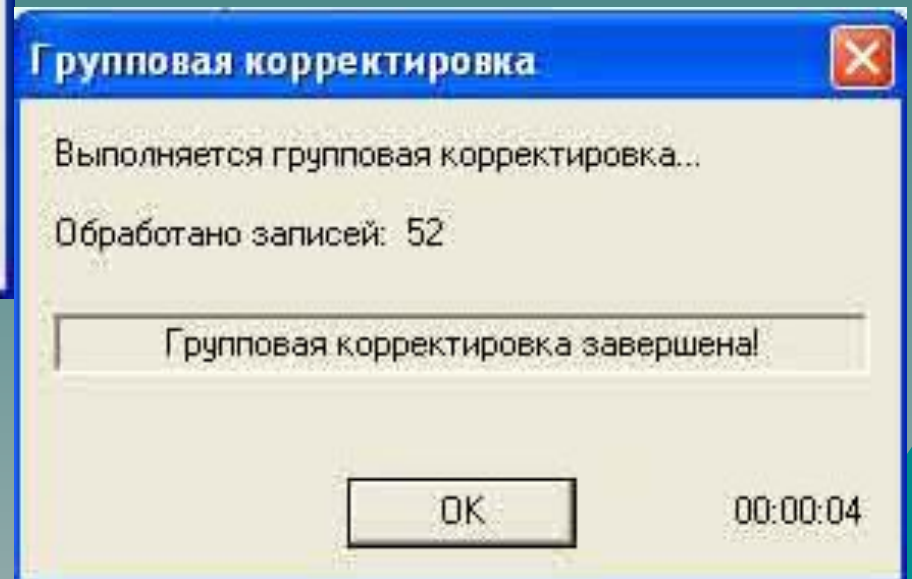 Групповая корректировка
Выполняется групповая корректировка...
Обработано записей: 52
Групповая корректировка завершена!
OK 00:00:04